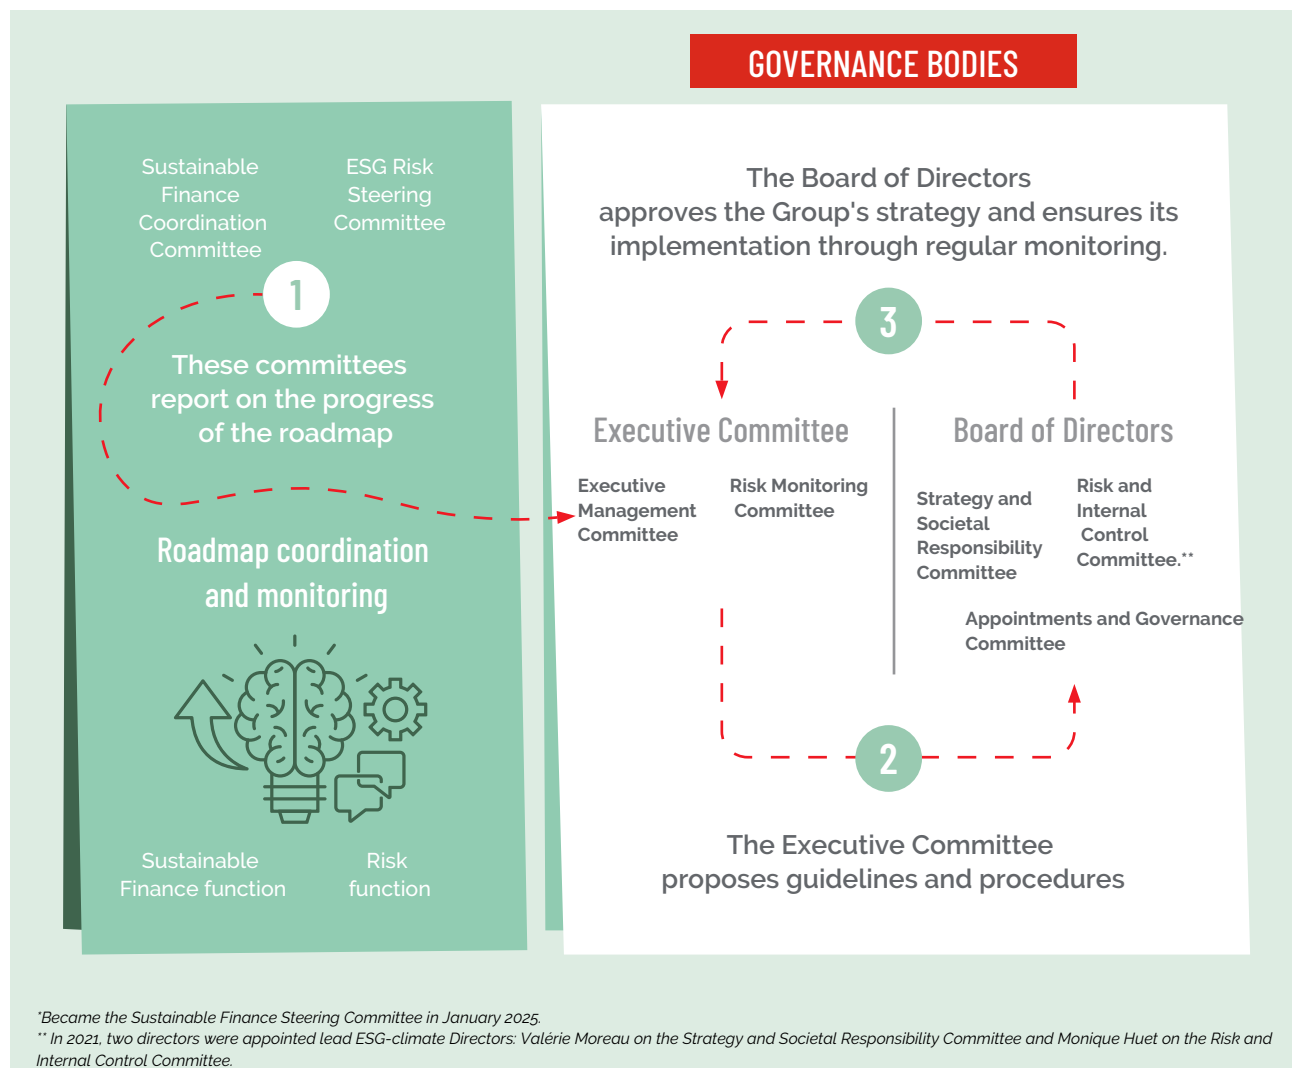 GOVERNANCE BODIES
Sustainable
Finance
Coordination
Committee
ESG Risk
Steering
Committee
1
These committees
report on the progress
of the roadmap
Roadmap coordination
and monitoring
Sustainable
Finance function
Risk
function
The Board of Directors
approves the Group's strategy and ensures its
implementation through regular monitoring.
3
Executive Committee
Executive
Management
Committee
Risk Monitoring
Committee
Board of Directors
Strategy and
Societal
Responsibility
Committee
Risk and
Internal
Control
Committee.**
Appointments and Governance
Committee
2
The Executive Committee
proposes guidelines and procedures
*Became the Sustainable Finance Steering Committee in January 2025.
** In 2021, two directors were appointed lead ESG-climate Directors: Valérie Moreau on the Strategy and Societal Responsibility Committee and Monique Huet on the Risk and
Internal Control Committee.